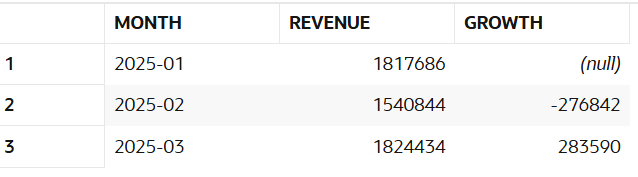 MONTH REVENUE GROWTH
1 2025-01 1817686 (null)
2 2025-02 1540844 -276842
3 2025-03 1824434 283590